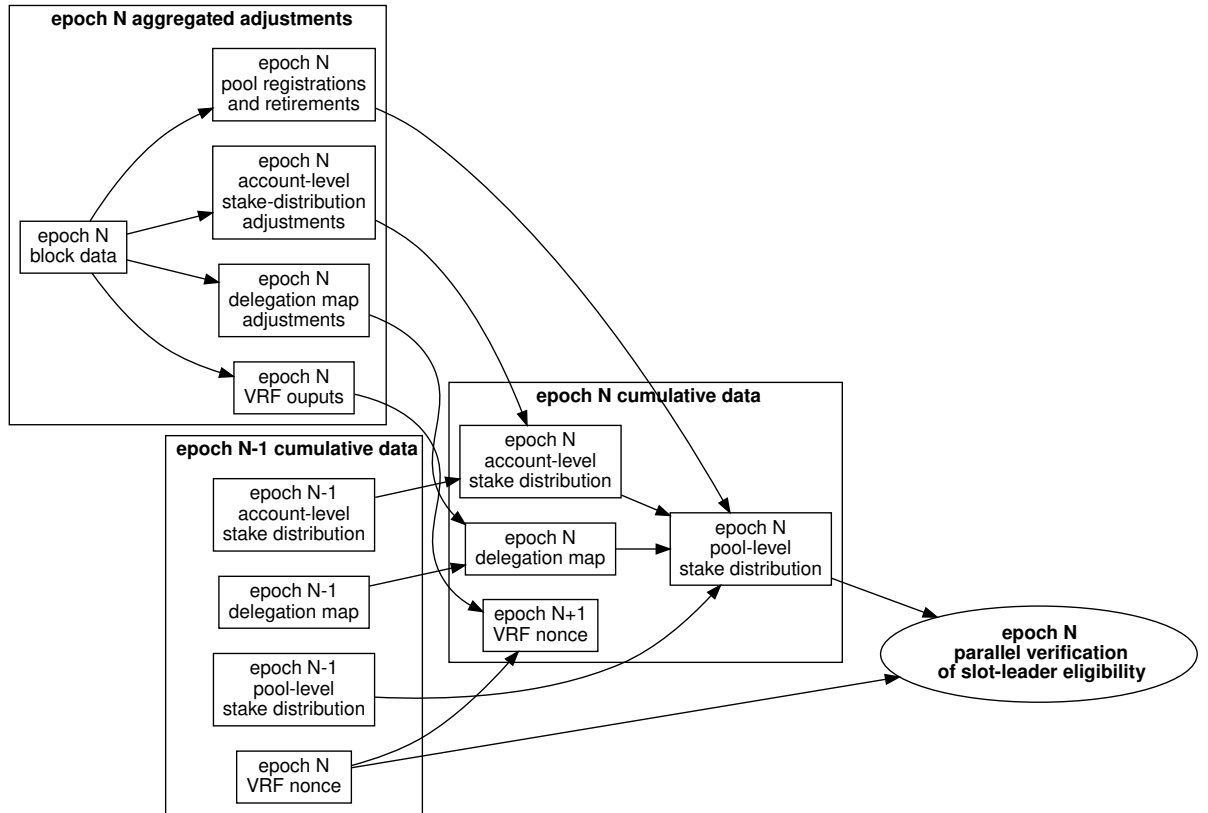 epoch N aggregated adjustments
epoch N
pool registrations
and retirements
epoch N
account-level
stake-distribution
adjustments
epoch N
block data
epoch N
delegation map
adjustments
epoch N
VRF ouputs
epoch N-1 cumulative data
epoch N-1
account-level
stake distribution
epoch N-1
delegation map
epoch N-1
pool-level
stake distribution
epoch N
VRF nonce
epoch N cumulative data
epoch N
account-level
stake distribution
epoch N
delegation map
epoch N+1
VRF nonce
epoch N
pool-level
stake distribution
epoch N
parallel verification
of slot-leader eligibility